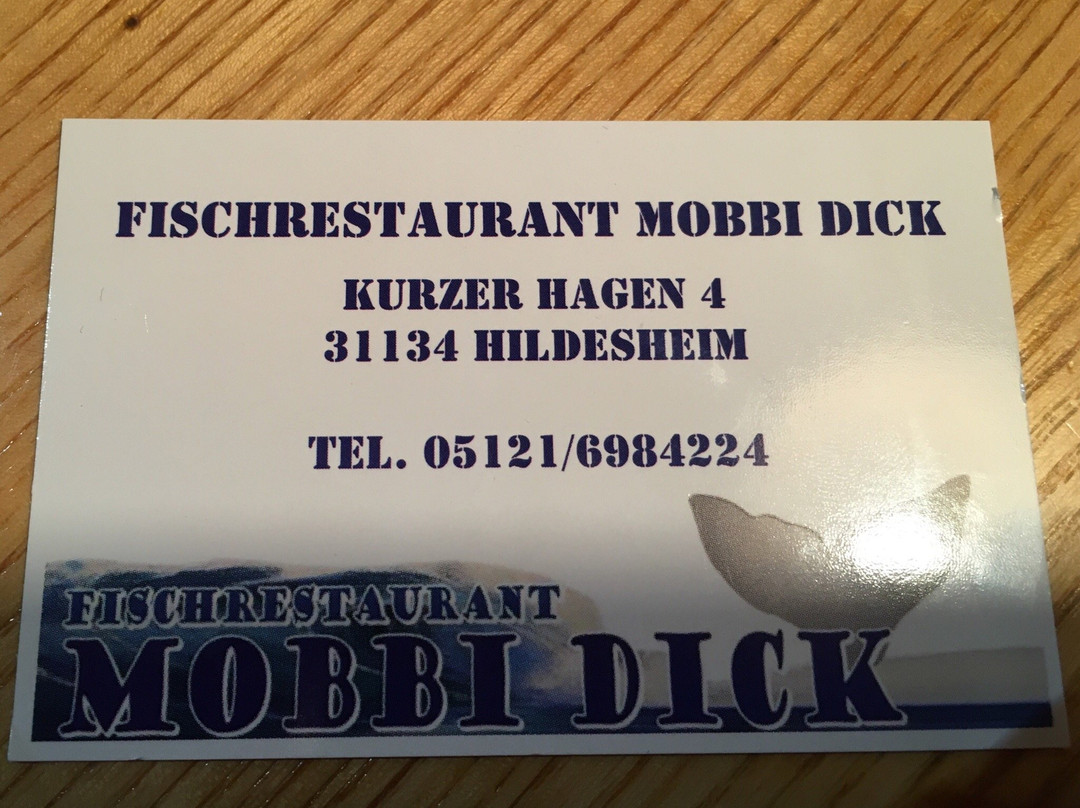 FISCHRESTAURANT MOBBI DICK
KURZER HAGEN 4
31134 HILDESHEIM
TEL. 05121/6984224
FISCHRESTAURANT
MOBBI DICK